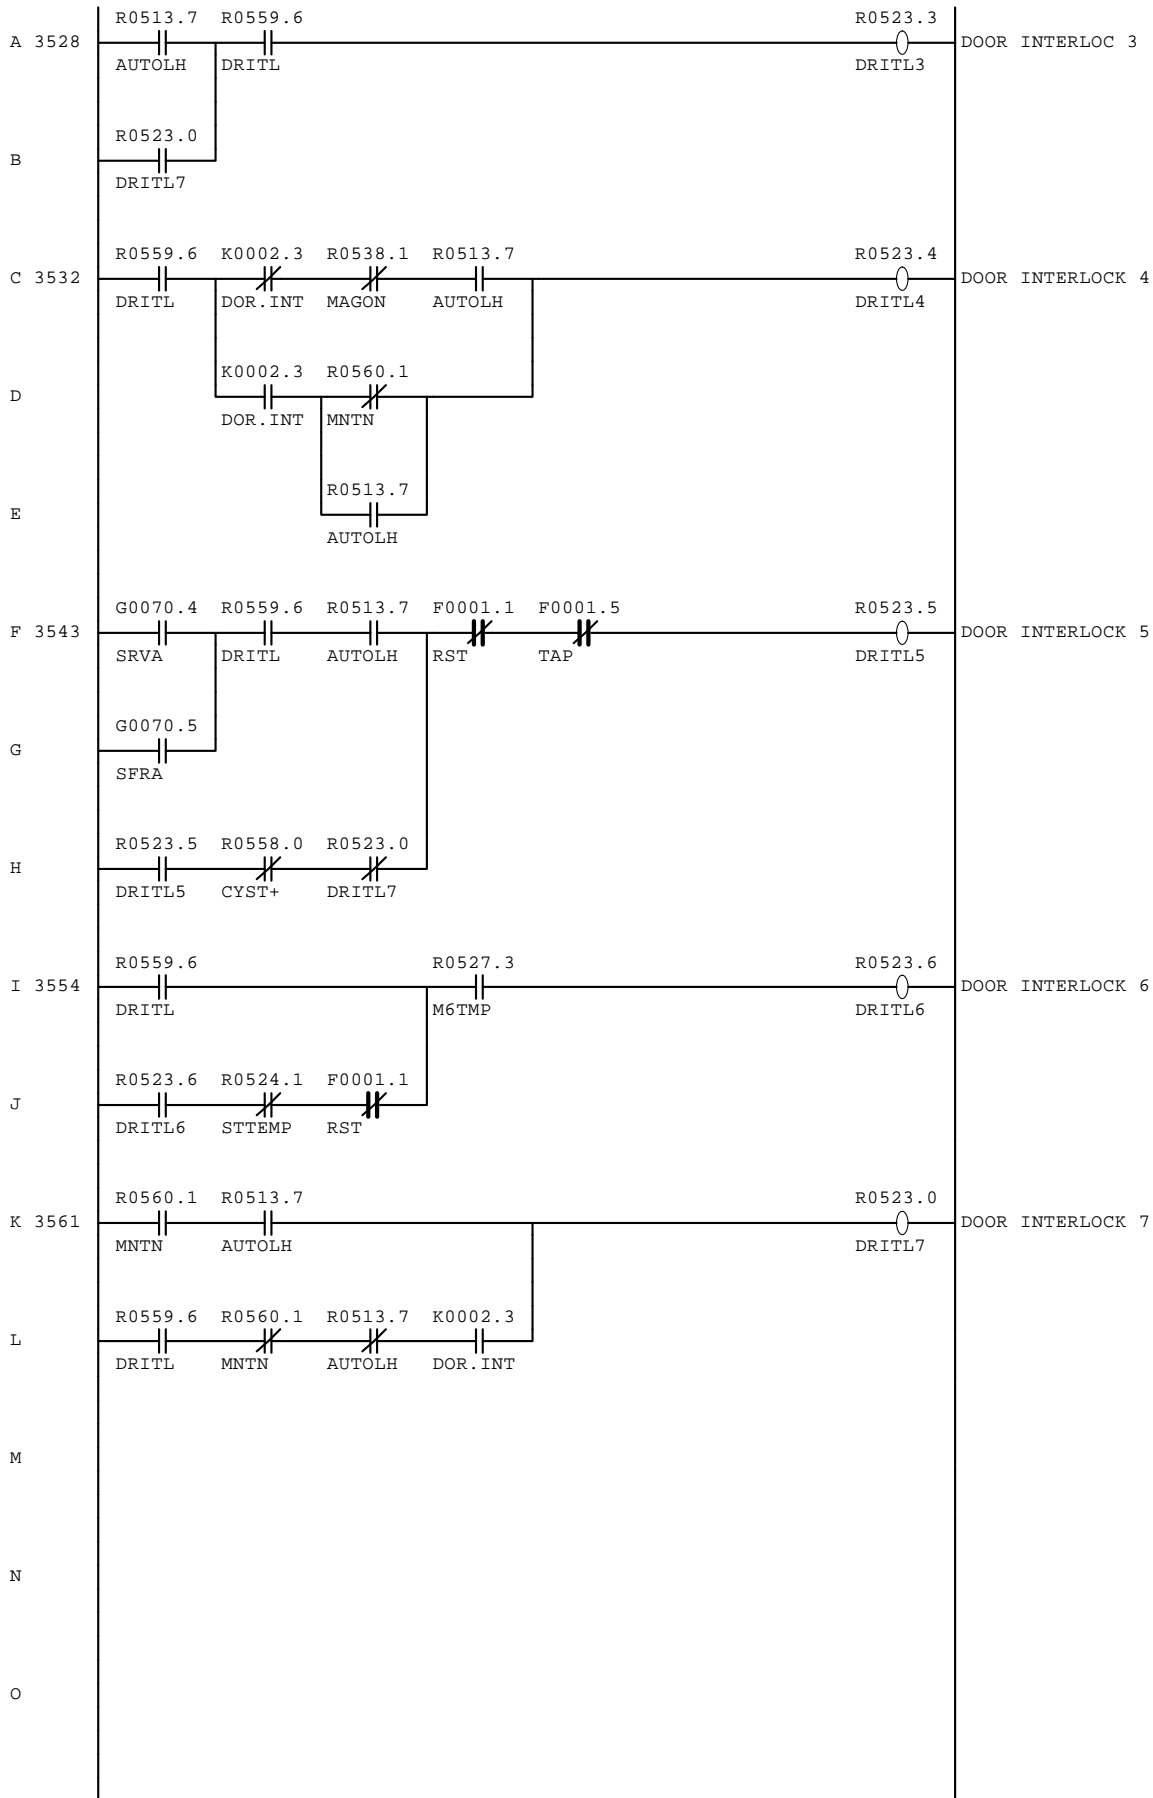 R0513.7 R0559.6 R0523.3
A 3528 DOOR INTERLOC 3
AUTOLH DRITL DRITL3
R0523.0
B
DRITL7
R0559.6 K0002.3 R0538.1 R0513.7 R0523.4
C 3532 DOOR INTERLOCK 4
DRITL DOR.INT MAGON AUTOLH DRITL4
K0002.3 R0560.1
D
DOR.INT MNTN
R0513.7
E
AUTOLH
G0070.4 R0559.6 R0513.7 F0001.1 F0001.5 R0523.5
F 3543 DOOR INTERLOCK 5
SRVA DRITL AUTOLH RST TAP DRITL5
G0070.5
G
SFRA
R0523.5 R0558.0 R0523.0
H
DRITL5 CYST+ DRITL7
R0559.6 R0527.3 R0523.6
I 3554 DOOR INTERLOCK 6
DRITL M6TMP DRITL6
R0523.6 R0524.1 F0001.1
J
DRITL6 STTEMP RST
R0560.1 R0513.7 R0523.0
K 3561 DOOR INTERLOCK 7
MNTN AUTOLH DRITL7
R0559.6 R0560.1 R0513.7 K0002.3
L
DRITL MNTN AUTOLH DOR.INT
M
N
O